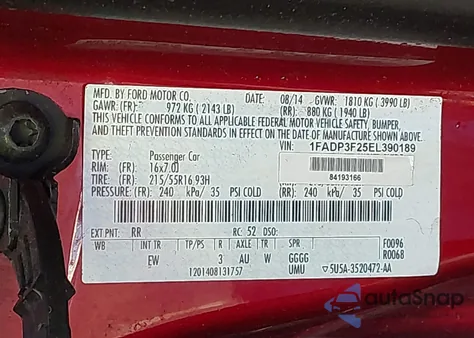 MFD. BY FORD MOTOR CO.
DATE: 08/14 GVWR: 1810 KG (3990 LB)
GAWR: (FR): 972 KG (2143 LB) (RR): 880 KG (1940 LB)
THIS VEHICLE CONFORMS TO ALL APPLICABLE FEDERAL MOTOR VEHICLE SAFETY, BUMPER,
AND THEFT PREVENTION STANDARDS IN EFFECT ON THE DATE OF MANUFACTURE SHOWN ABOVE.
VIN: 1FADP3F25EL390189
TYPE: Passenger Car
RIM: (FR) 16x7.0J
TIRE: (FR) 215/55R16 93H
84193166
PRESSURE: (FR) 240 kPa/ 35 PSI COLD (RR): 240 kPa/ 35 PSI COLD
EXT PNT: RR RC: 52 DSO:
WB INT TR TP/PS R AXLE TR SPR F0096
EW 3 AU W GGGG R006B
1201408131757 UMU 5U5A-3520472-AA
autoSnap